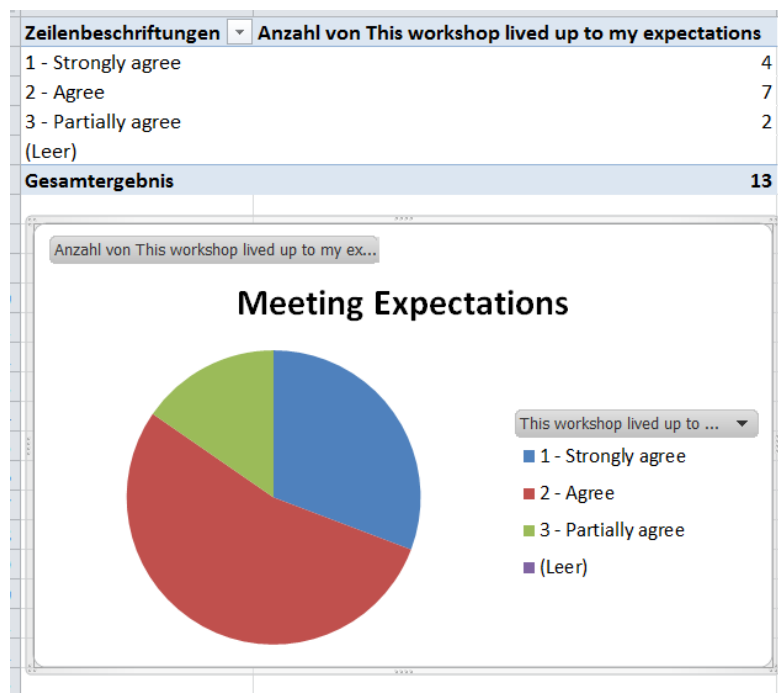 Zeilenbeschriftungen Anzahl von This workshop lived up to my expectations
1 - Strongly agree 4
2 - Agree 7
3 - Partially agree 2
(Leer)
Gesamtergebnis 13
Anzahl von This workshop lived up to my ex...
Meeting Expectations
This workshop lived up to ...
1 - Strongly agree
2 - Agree
3 - Partially agree
(Leer)